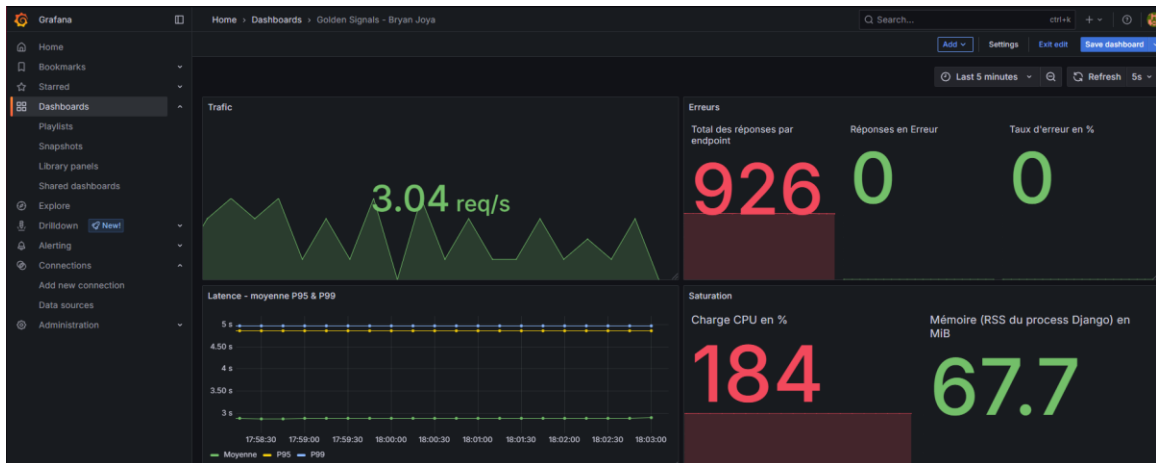 Grafana
Home > Dashboards > Golden Signals - Bryan Joya
Search...
ctrl+k
Add
Settings
Exit edit
Save dashboard
Last 5 minutes
Refresh
5s
Home
Bookmarks
Starred
Dashboards
Playlists
Snapshots
Library panels
Shared dashboards
Explore
Drilldown
New!
Alerting
Connections
Add new connection
Data sources
Administration
Trafic
3.04 req/s
Erreurs
Total des réponses par
endpoint
926
Réponses en Erreur
0
Taux d'erreur en %
0
Latence - moyenne P95 & P99
5 s
4.50 s
4 s
3.50 s
3 s
17:58:30 17:59:00 17:59:30 18:00:00 18:00:30 18:01:00 18:01:30 18:02:00 18:02:30 18:03:00
Moyenne P95 P99
Saturation
Charge CPU en %
184
Mémoire (RSS du process Django) en
MiB
67.7